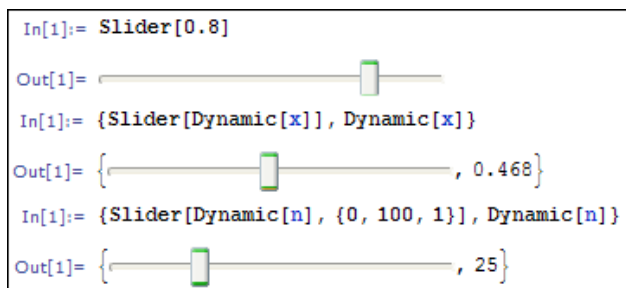 In[1]:= Slider[0.8]
Out[1]=
In[1]:= {Slider[Dynamic[x]], Dynamic[x]}
Out[1]= { , 0.468}
In[1]:= {Slider[Dynamic[n], {0, 100, 1}], Dynamic[n]}
Out[1]= { , 25}